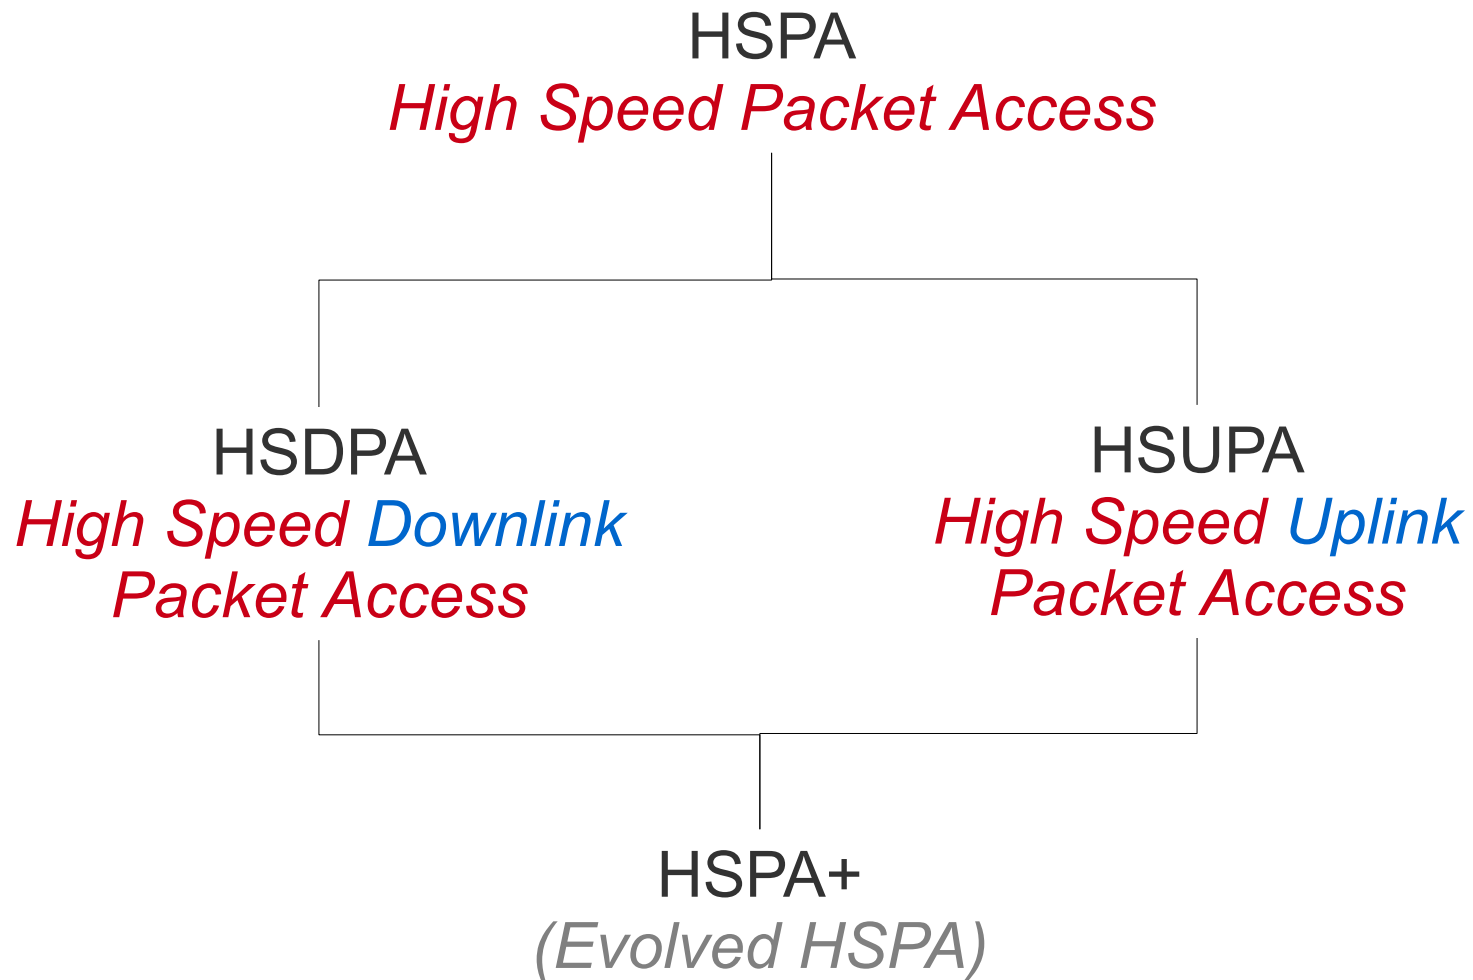 HSPA
High Speed Packet Access
HSDPA
High Speed Downlink
Packet Access
HSUPA
High Speed Uplink
Packet Access
HSPA+
(Evolved HSPA)